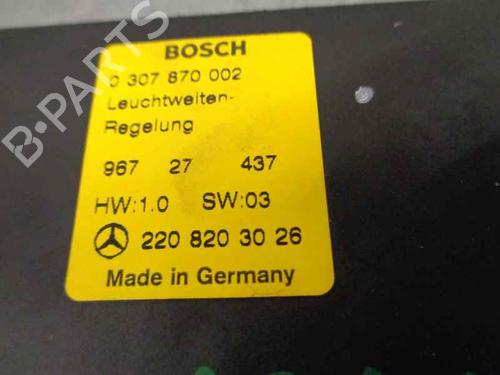 BOSCH
0 307 870 002
Leuchtweiten-
Regelung
967 27 437
HW:1.0 SW:03
220 820 30 26
Made in Germany
B-PARTS